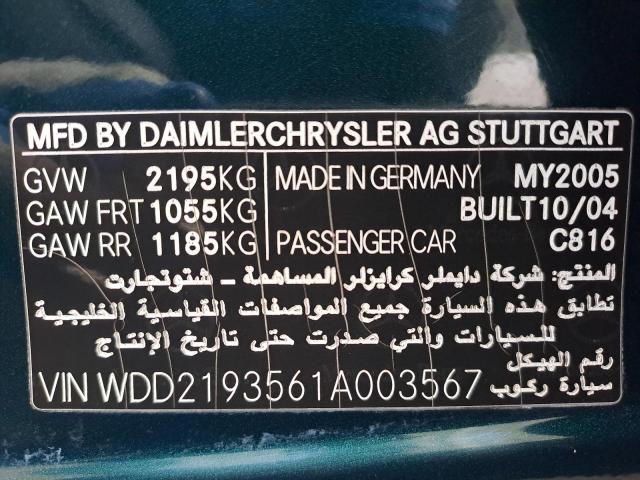 MFD BY DAIMLERCHRYSLER AG STUTTGART
GVW 2195KG MADE IN GERMANY MY2005
GAW FRT 1055KG BUILT10/04
GAW RR 1185KG PASSENGER CAR C816
المنتج: شركة دايملر كرايزلر المساهمة – شتوتجارت
تطابق هذه السيارة جميع المواصفات القياسية الخليجية
للسيارات والتي صدرت حتى تاريخ الإنتاج
رقم الهيكل
VIN WDD2193561A003567 سيارة ركوب